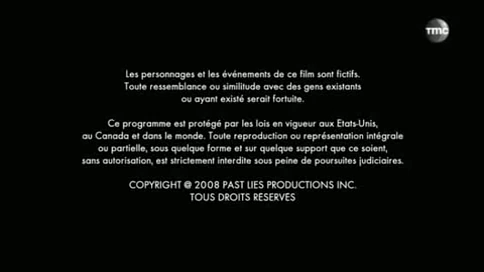 TMC
Les personnages et les événements de ce film sont fictifs.
Toute ressemblance ou similitude avec des gens existants
ou ayant existé serait fortuite.
Ce programme est protégé par les lois en vigueur aux Etats-Unis,
au Canada et dans le monde. Toute reproduction ou représentation intégrale
ou partielle, sous quelque forme et sur quelque support que ce soient,
sans autorisation, est strictement interdite sous peine de poursuites judiciaires.
COPYRIGHT @ 2008 PAST LIES PRODUCTIONS INC.
TOUS DROITS RESERVES